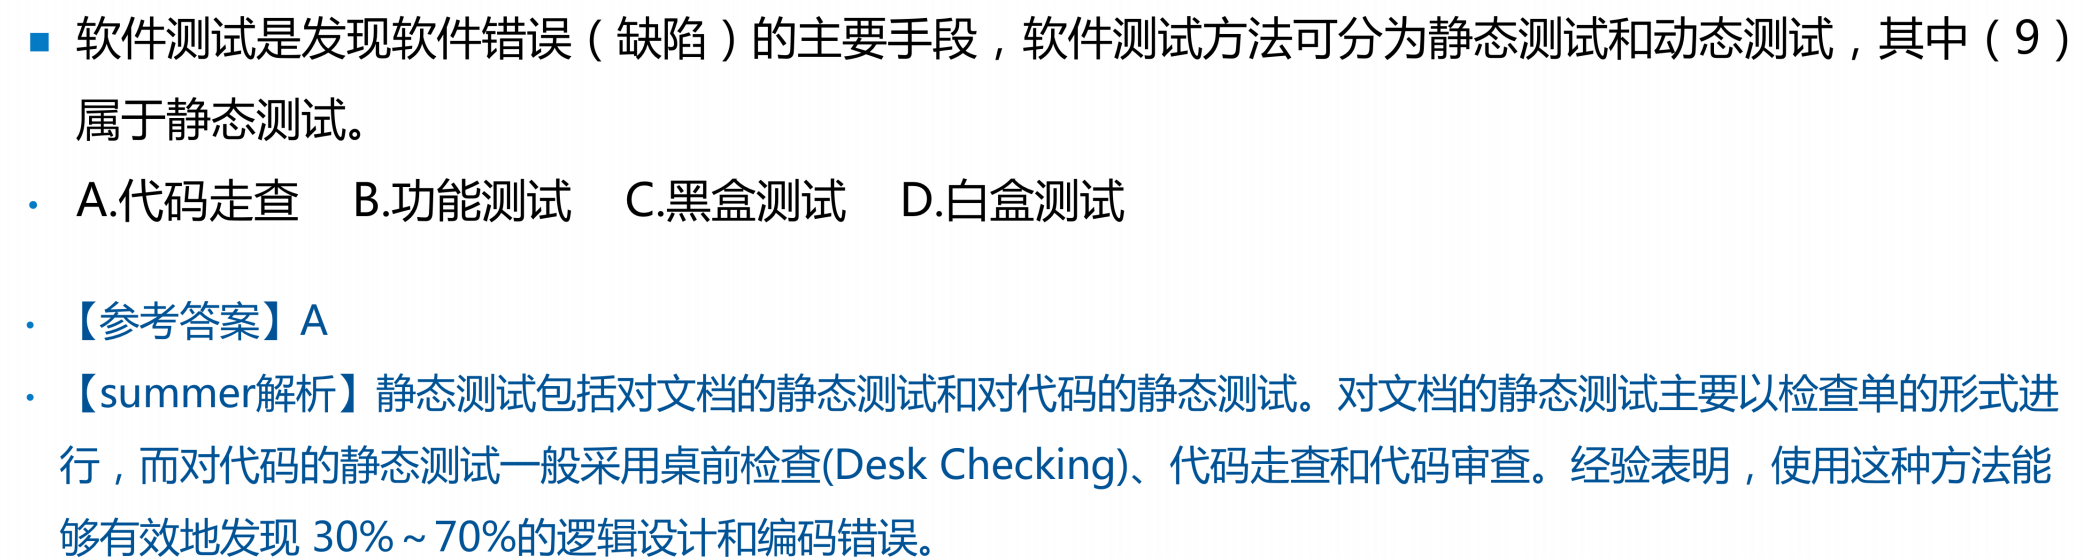 ■ 软件测试是发现软件错误（缺陷）的主要手段，软件测试方法可分为静态测试和动态测试，其中（9）
属于静态测试。
• A.代码走查 B.功能测试 C.黑盒测试 D.白盒测试
• 【参考答案】A
• 【summer解析】静态测试包括对文档的静态测试和对代码的静态测试。对文档的静态测试主要以检查单的形式进
行，而对代码的静态测试一般采用桌前检查(Desk Checking)、代码走查和代码审查。经验表明，使用这种方法能
够有效地发现 30%～70%的逻辑设计和编码错误。